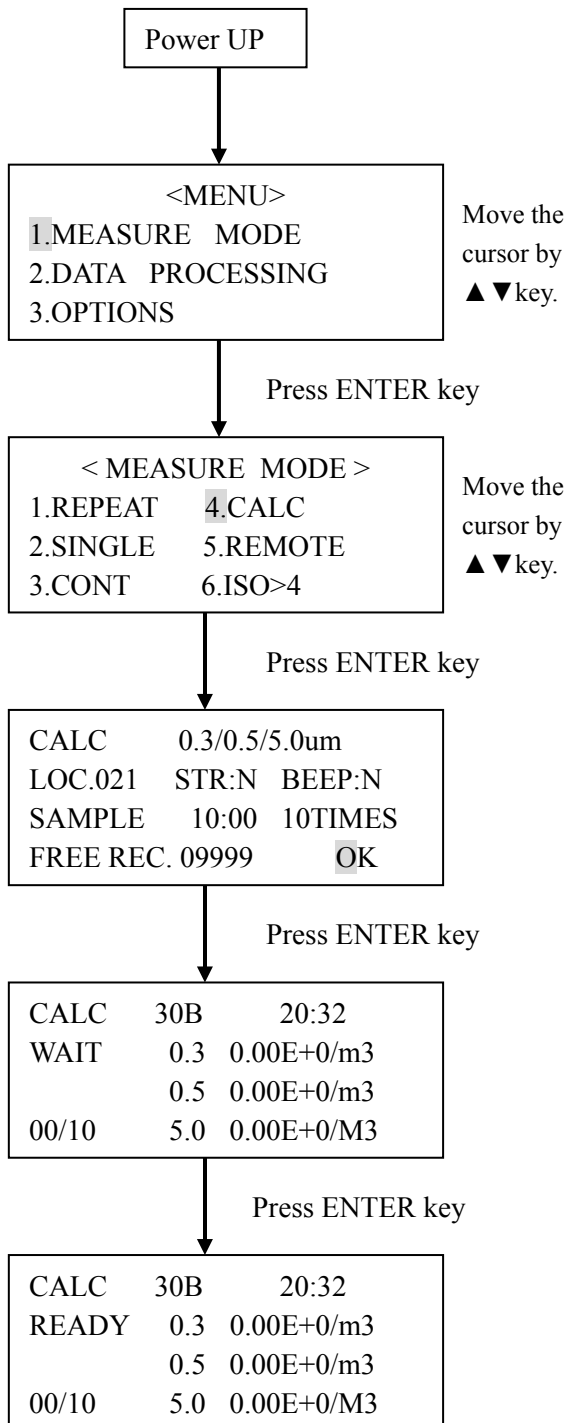 Power UP
<MENU>
1.MEASURE MODE
2.DATA PROCESSING
3.OPTIONS
Move the
cursor by
▲▼key.
Press ENTER key
< MEASURE MODE >
1.REPEAT 4.CALC
2.SINGLE 5.REMOTE
3.CONT 6.ISO>4
Move the
cursor by
▲▼key.
Press ENTER key
CALC 0.3/0.5/5.0um
LOC.021 STR:N BEEP:N
SAMPLE 10:00 10TIMES
FREE REC. 09999 OK
Press ENTER key
CALC 30B 20:32
WAIT 0.3 0.00E+0/m3
0.5 0.00E+0/m3
00/10 5.0 0.00E+0/M3
Press ENTER key
CALC 30B 20:32
READY 0.3 0.00E+0/m3
0.5 0.00E+0/m3
00/10 5.0 0.00E+0/M3